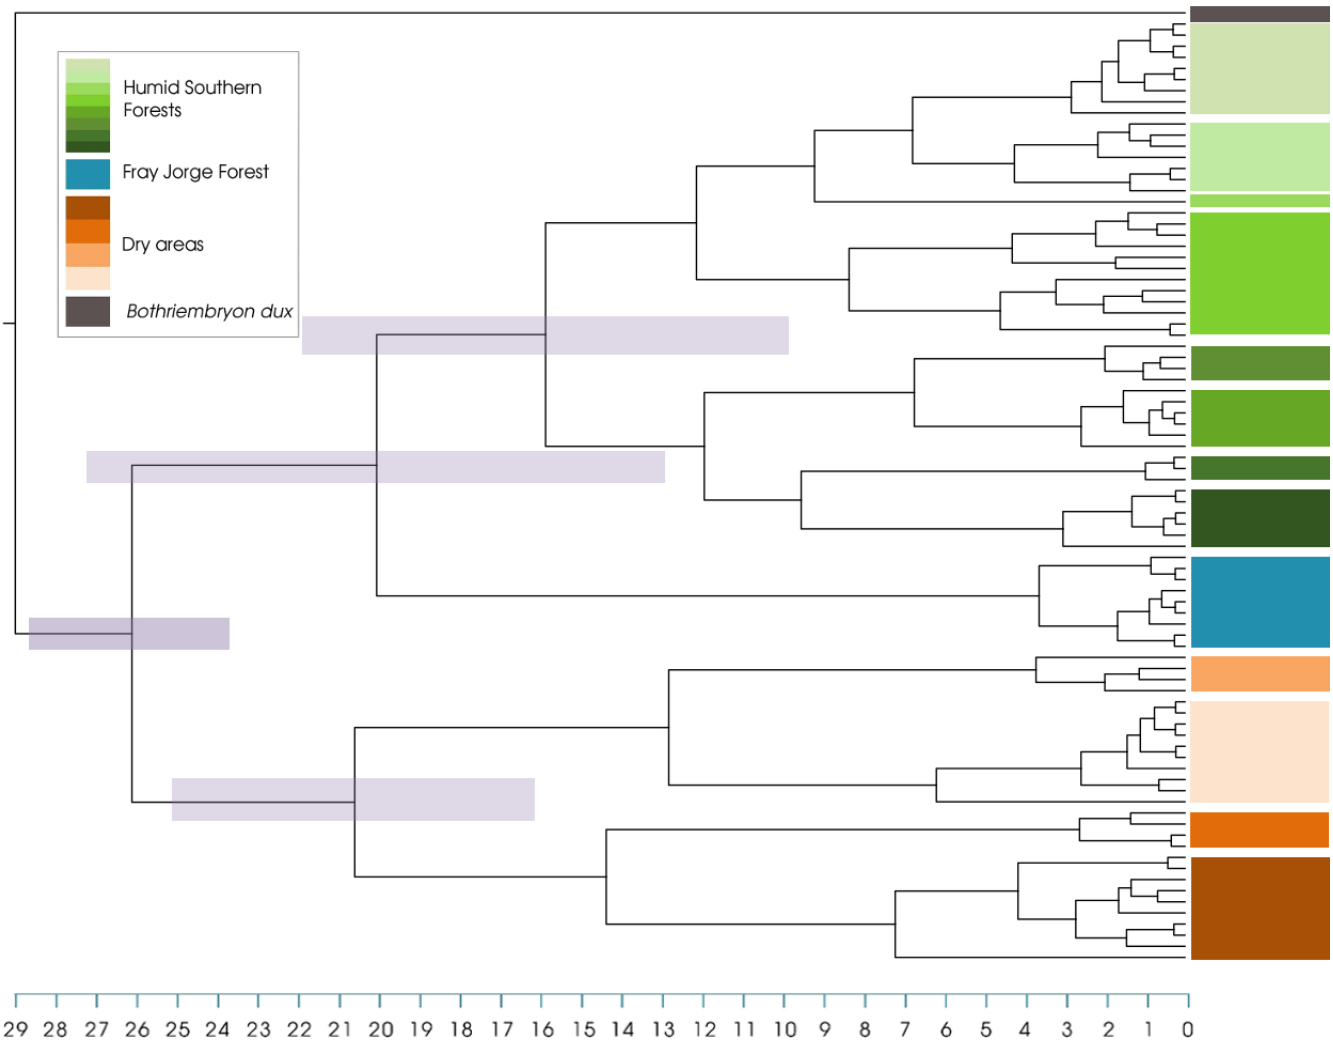 Humid Southern
Forests
Fray Jorge Forest
Dry areas
Bothriembryon dux
29 28 27 26 25 24 23 22 21 20 19 18 17 16 15 14 13 12 11 10 9 8 7 6 5 4 3 2 1 0